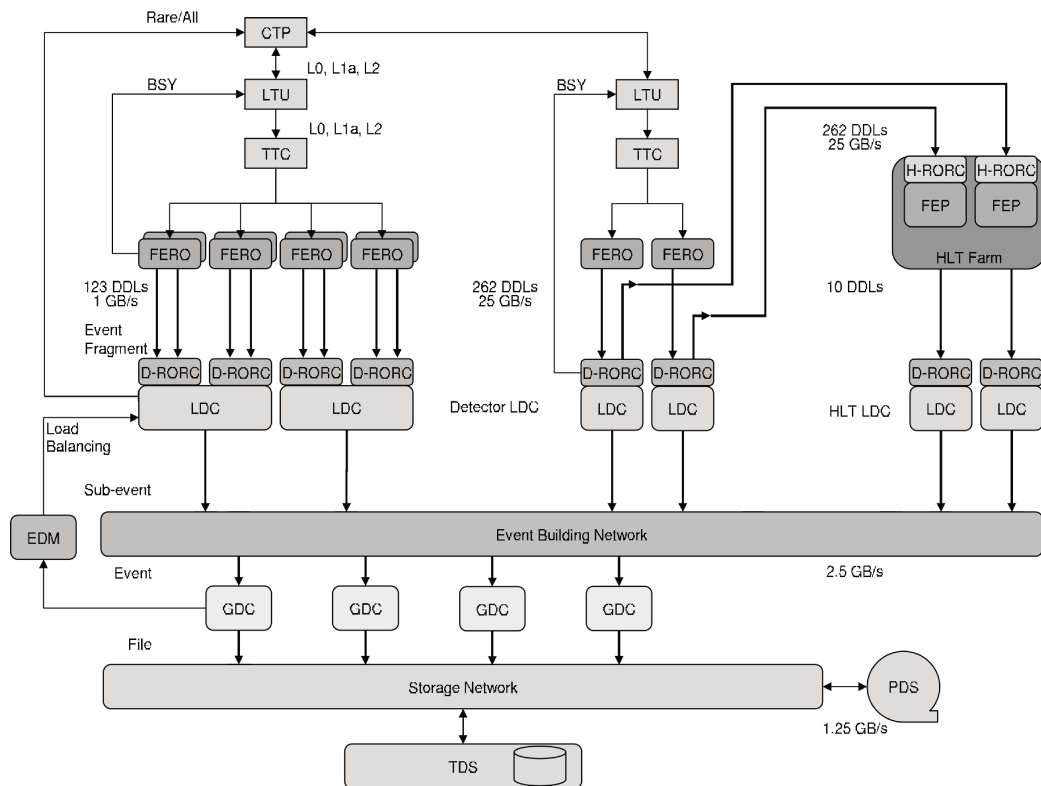 Rare/All
CTP
L0, L1a, L2
BSY
LTU
BSY
LTU
L0, L1a, L2
262 DDLs
25 GB/s
TTC
TTC
H-RORC
H-RORC
FEP
FEP
FERO
FERO
FERO
FERO
FERO
FERO
HLT Farm
123 DDLs
1 GB/s
262 DDLs
25 GB/s
10 DDLs
Event
Fragment
D-RORC
D-RORC
D-RORC
D-RORC
D-RORC
D-RORC
D-RORC
D-RORC
LDC
LDC
Detector LDC
LDC
LDC
HLT LDC
LDC
LDC
Load
Balancing
Sub-event
EDM
Event Building Network
Event
2.5 GB/s
GDC
GDC
GDC
GDC
File
Storage Network
PDS
1.25 GB/s
TDS